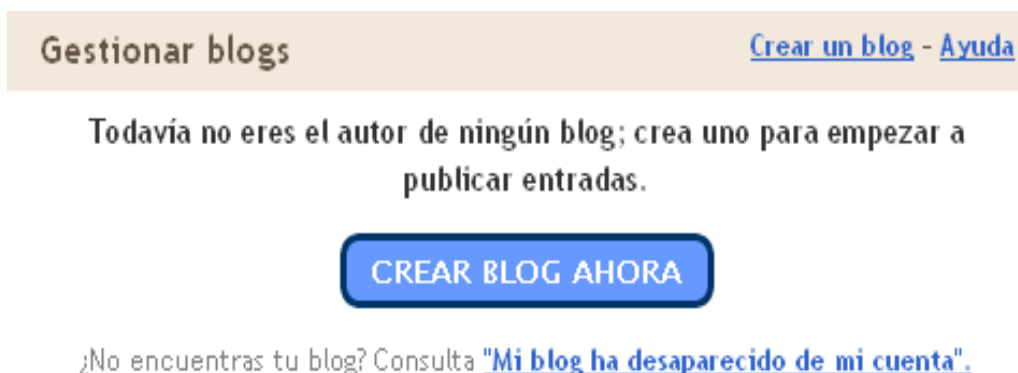 Gestionar blogs Crear un blog - Ayuda
Todavía no eres el autor de ningún blog; crea uno para empezar a
publicar entradas.
CREAR BLOG AHORA
¿No encuentras tu blog? Consulta "Mi blog ha desaparecido de mi cuenta".